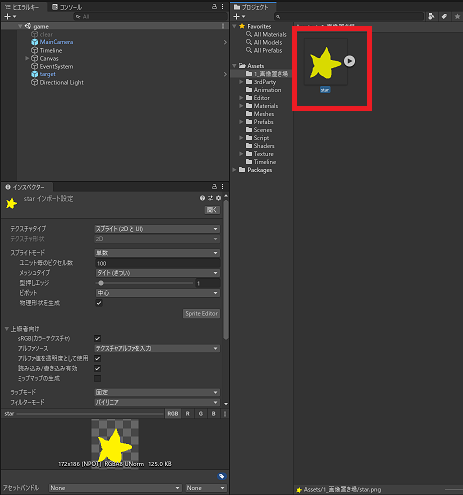 ヒエラルキー
コンソール
All
game
clear
MainCamera
Timeline
Canvas
EventSystem
target
Directional Light
インスペクター
star インポート設定
開く
テクスチャタイプ
スプライト (2D と UI)
テクスチャ形状
2D
スプライトモード
単数
ユニット毎のピクセル数
100
メッシュタイプ
タイト (きつい)
押し出しエッジ
1
ピボット
中心
物理形状を生成
Sprite Editor
上級者向け
sRGB(カラーテクスチャ)
アルファソース
テクスチャアルファを入力
アルファ値を透明度として使用
読み込み/書き込み有効
ミップマップの生成
ラップモード
固定
フィルターモード
バイリニア
star
RGB
R
G
B
172x186 (NPOT) RGBA8 UNorm 125.0 KB
アセットバンドル
None
None
プロジェクト
Favorites
All Materials
All Models
All Prefabs
Assets
1_画像置き場
3rdParty
Animation
Editor
Materials
Meshes
Prefabs
Scenes
Script
Shaders
Texture
Timeline
Packages
star
Assets/1_画像置き場/star.png